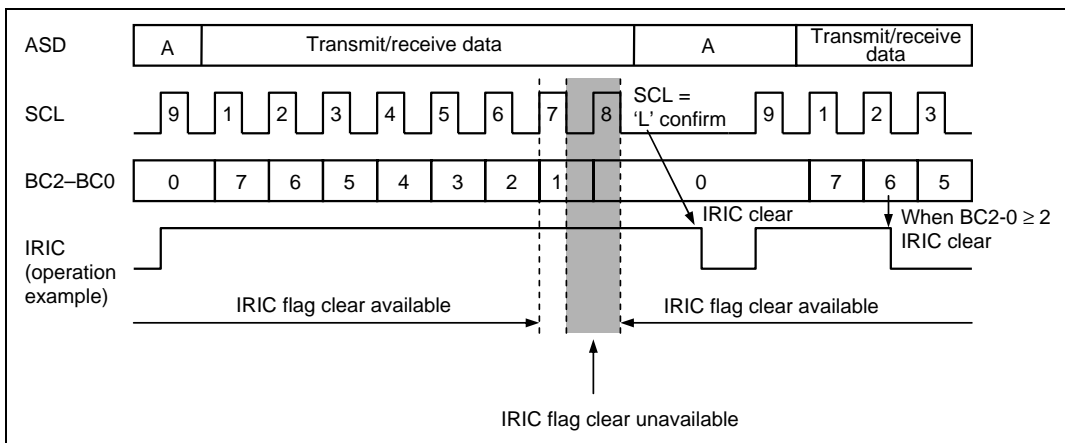 ASD A Transmit/receive data A Transmit/receive data
SCL 9 1 2 3 4 5 6 7 8 SCL = 'L' confirm 9 1 2 3
BC2–BC0 0 7 6 5 4 3 2 1 0 7 6 5
IRIC (operation example)
IRIC clear
When BC2-0 ≥ 2 IRIC clear
IRIC flag clear available
IRIC flag clear available
IRIC flag clear unavailable